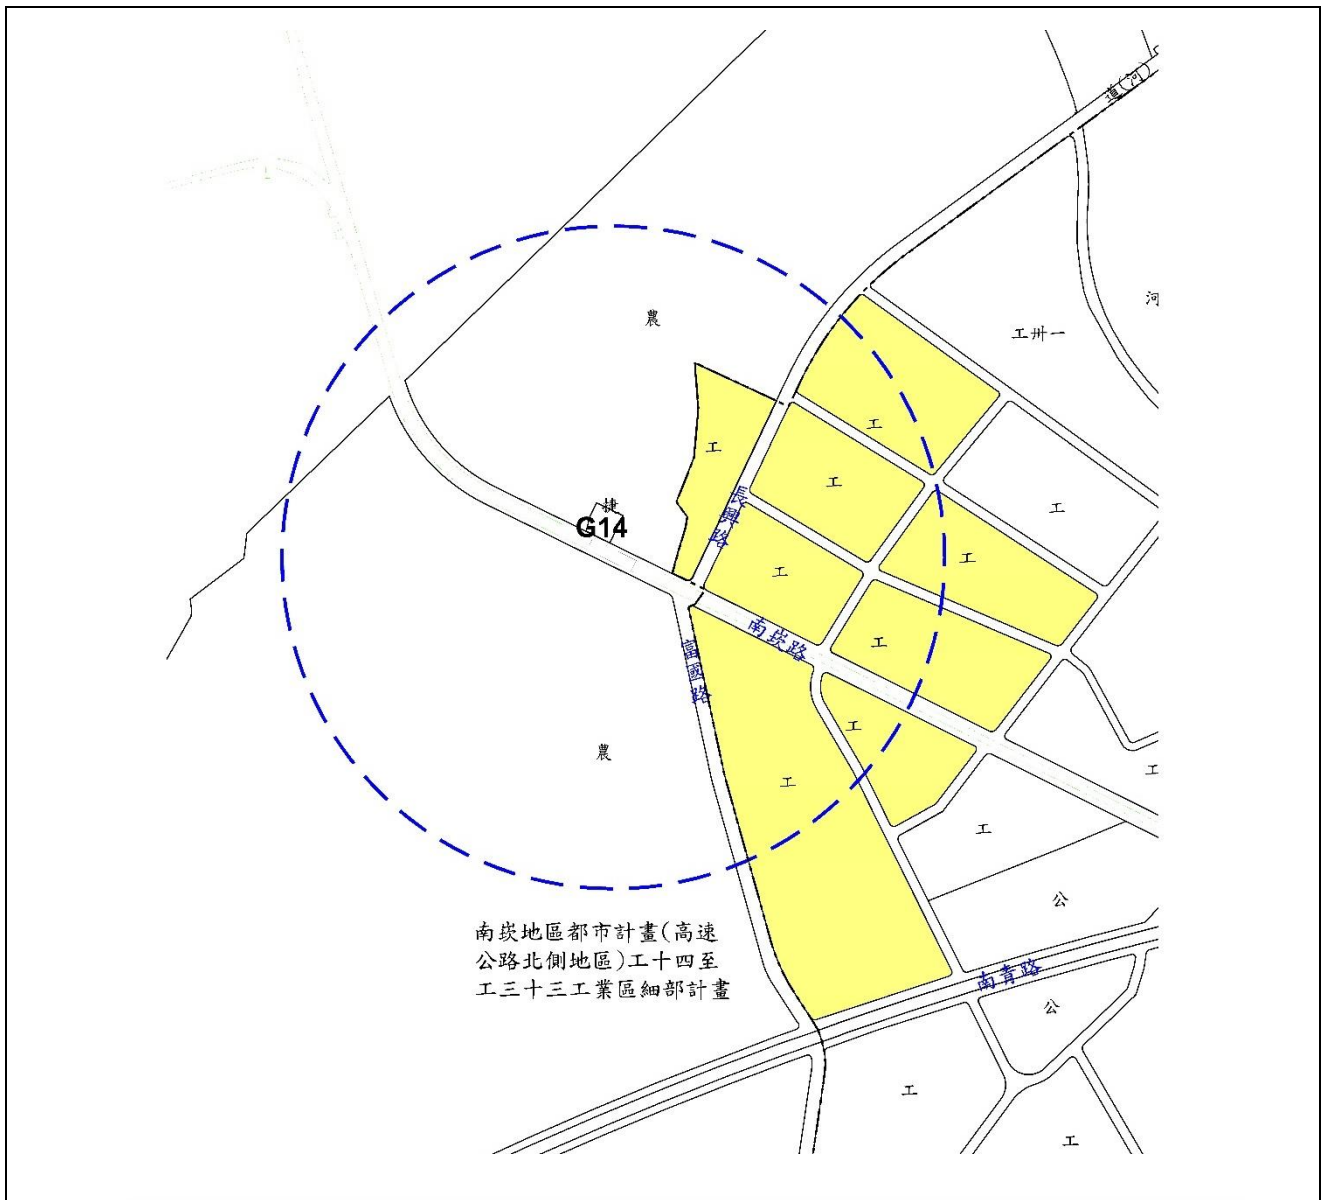 道(河)
河
農
工卅一
工
工
工
工
長興路
捷
G14
工
工
工
南崁路
富國路
工
農
工
工
工
公
南崁地區都市計畫(高速
公路北側地區)工十四至
工三十三工業區細部計畫
南青路
公
工
工